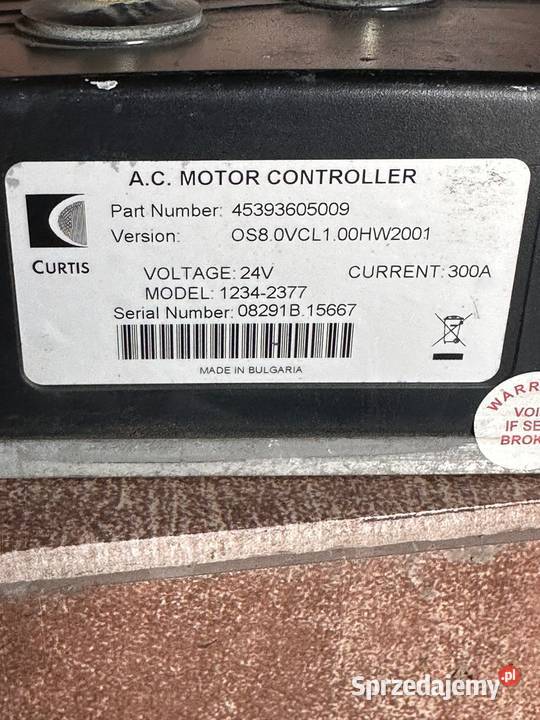 A.C. MOTOR CONTROLLER
Part Number: 45393605009
Version: OS8.0VCL1.00HW2001
CURTIS
VOLTAGE: 24V CURRENT: 300A
MODEL: 1234-2377
Serial Number: 08291B.15667
MADE IN BULGARIA
IF
Sprzedajemy.pl